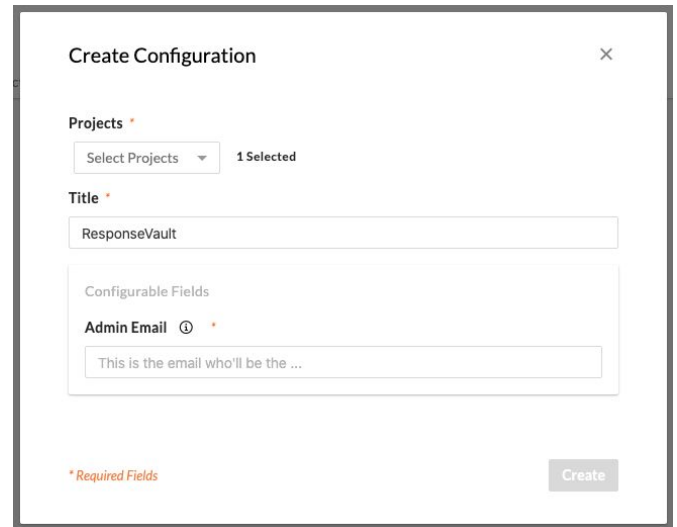 Create Configuration
Projects *
Select Projects
1 Selected
Title *
ResponseVault
Configurable Fields
Admin Email *
This is the email who'll be the ...
* Required Fields
Create